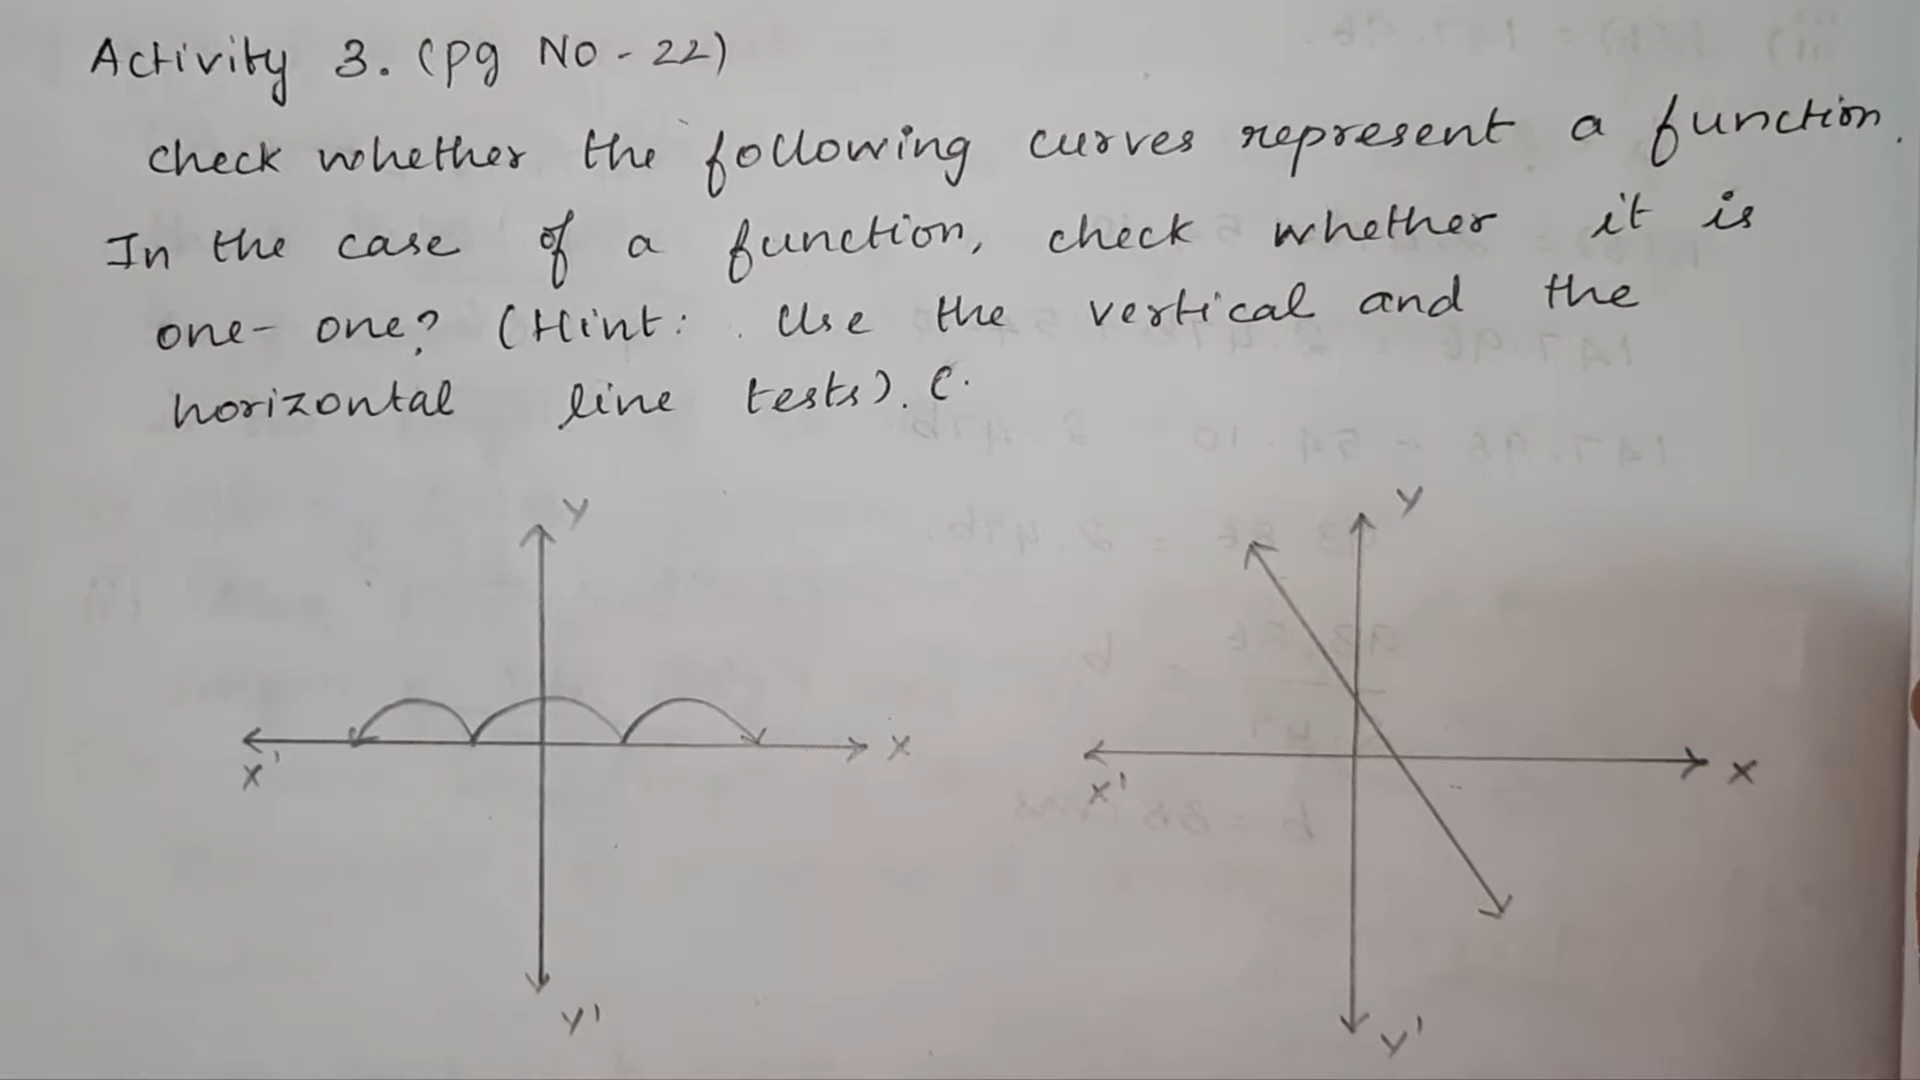 Activity 3. (pg No - 22)
check whether the following curves represent a function.
In the case of a function, check whether it is
one- one? (Hint: Use the vertical and the
horizontal line tests). (.
Y
Y
X' X
X' X
Y'
Y'